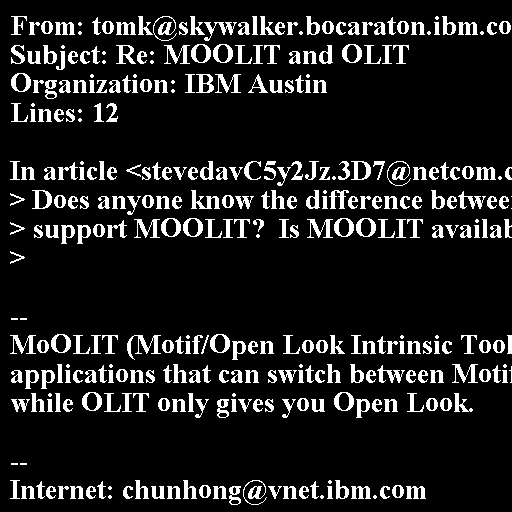 From: tomk@skywalker.bocaraton.ibm.co
Subject: Re: MOOLIT and OLIT
Organization: IBM Austin
Lines: 12

In article <stevedavC5y2Jz.3D7@netcom.c
> Does anyone know the difference betwee
> support MOOLIT?  Is MOOLIT availab
>

--
MoOLIT (Motif/Open Look Intrinsic Tool
applications that can switch between Motif
while OLIT only gives you Open Look.

--
Internet: chunhong@vnet.ibm.com